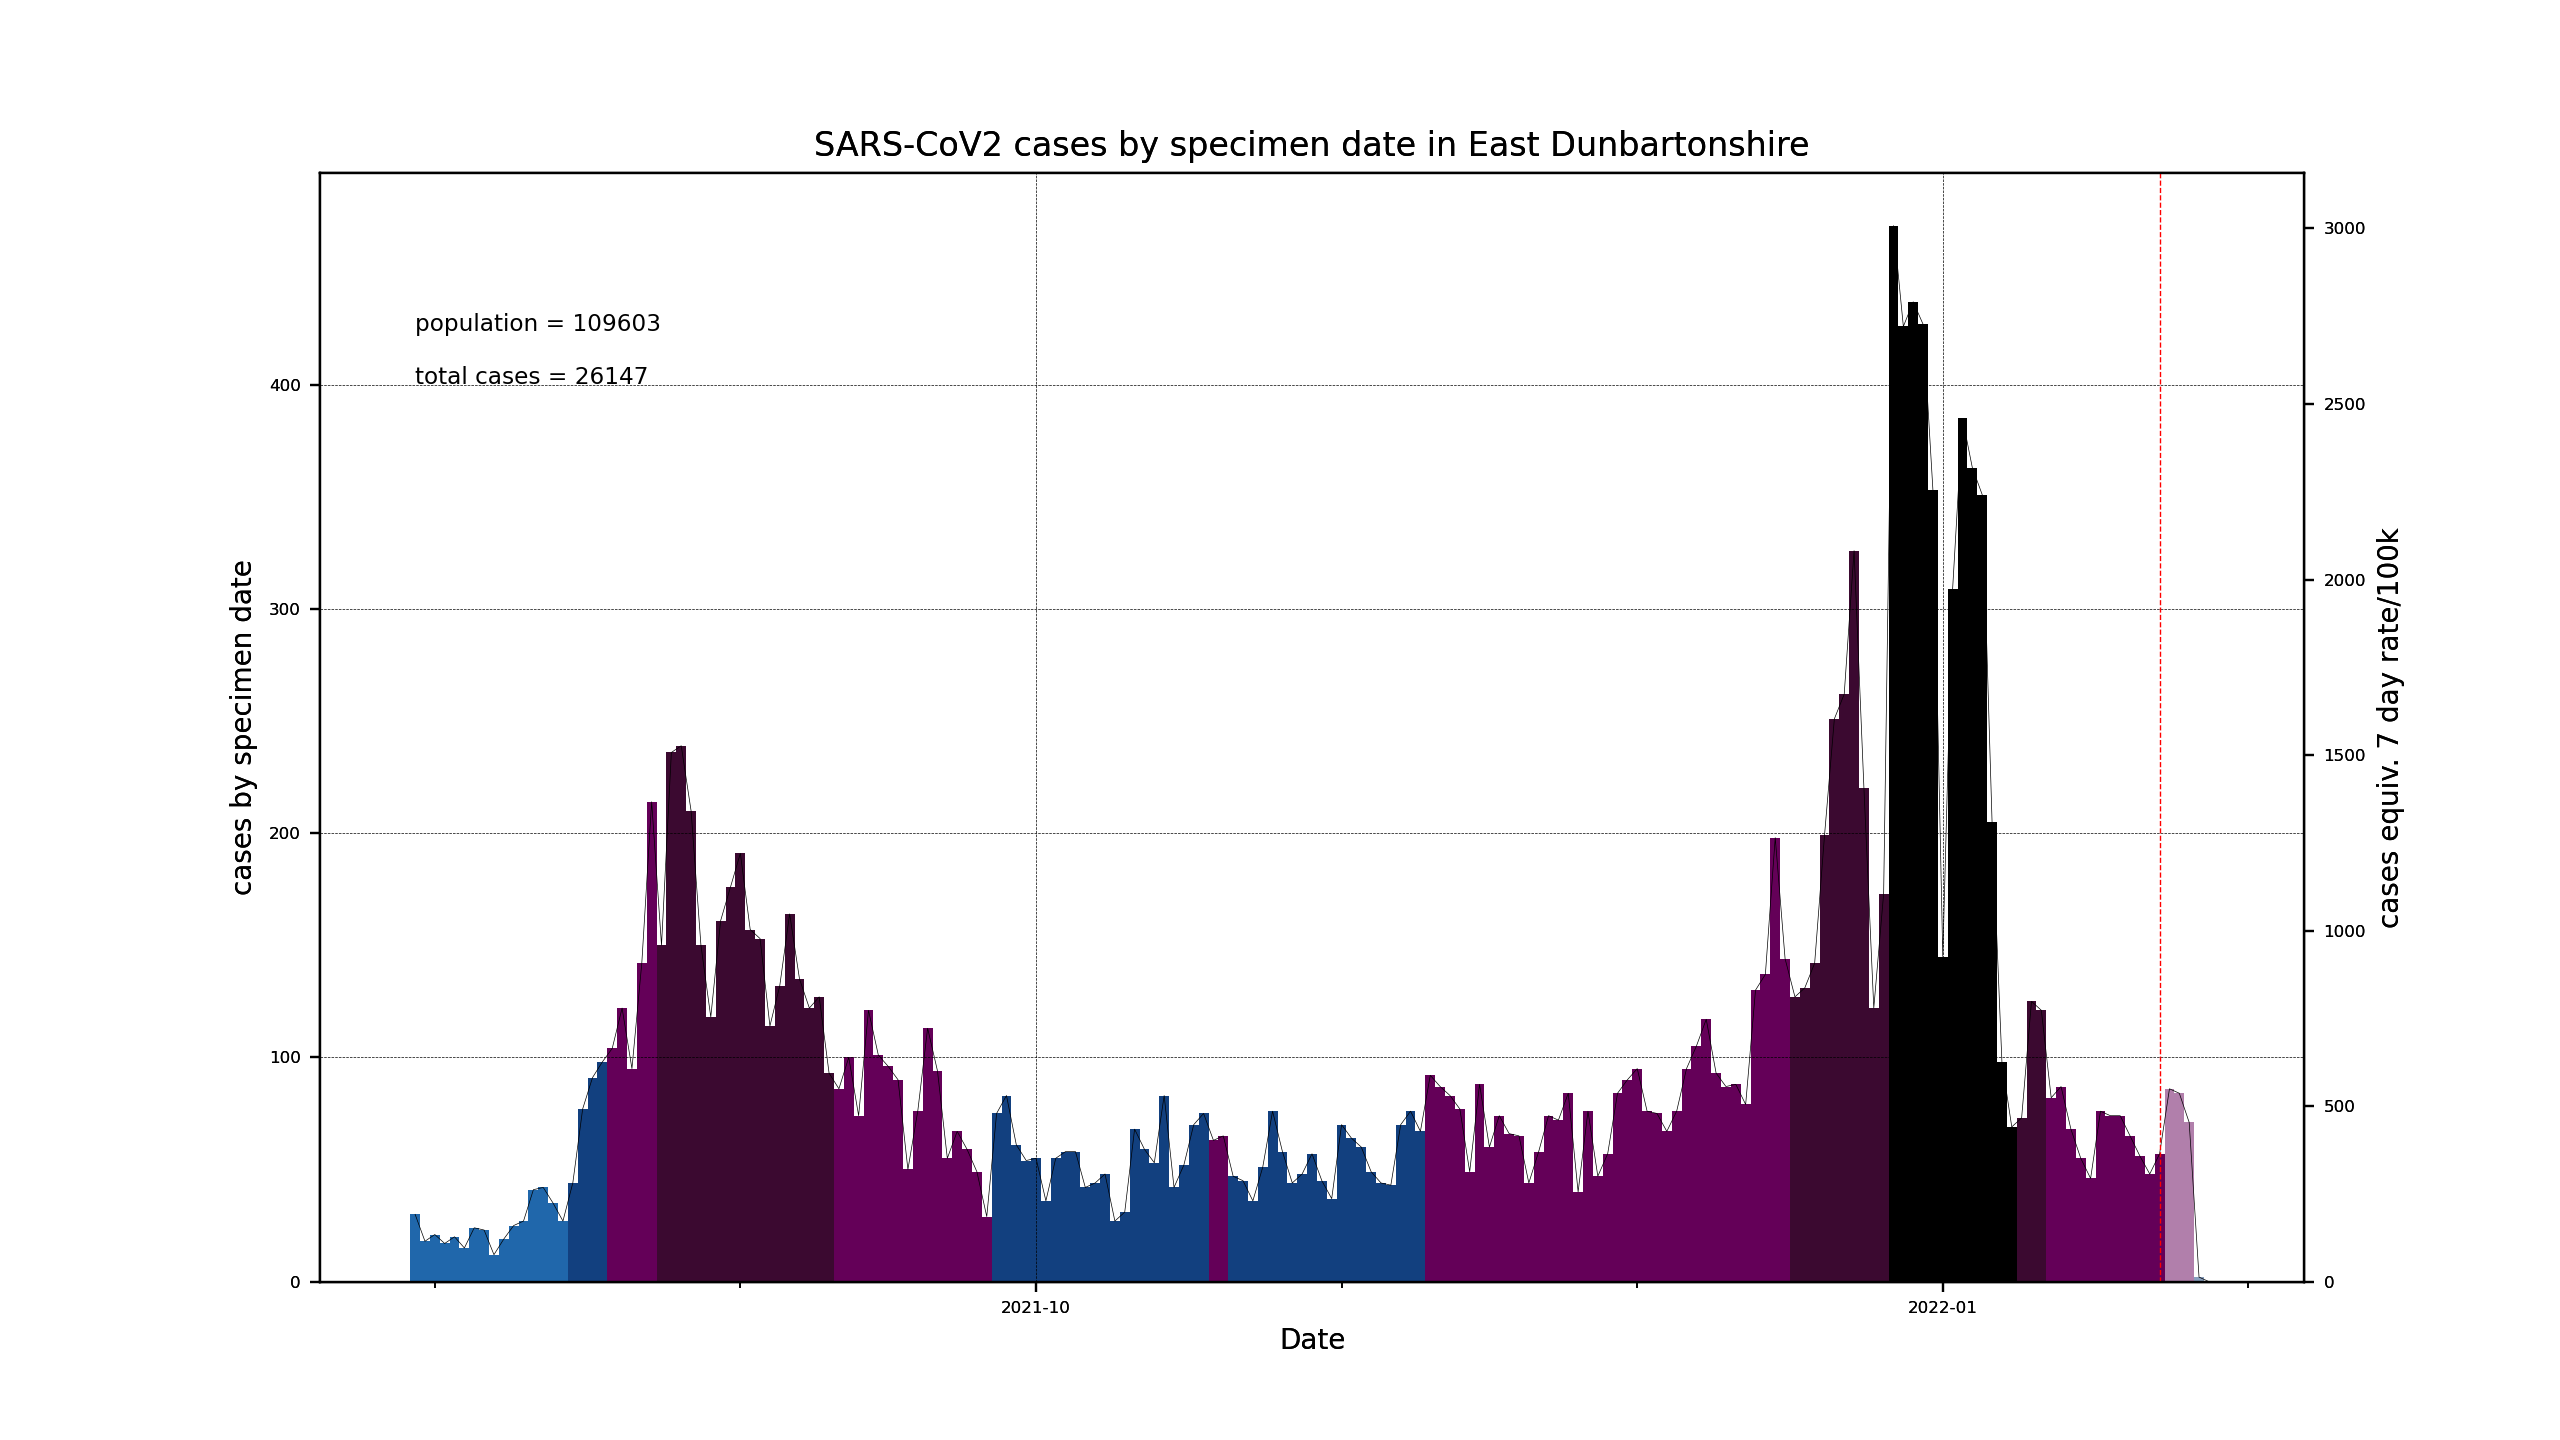 SARS-CoV2 cases by specimen date in East Dunbartonshire
population = 109603
total cases = 26147
cases by specimen date
400
300
200
100
0
3000
2500
2000
1500
1000
500
0
cases equiv. 7 day rate/100k
2021-10
2022-01
Date